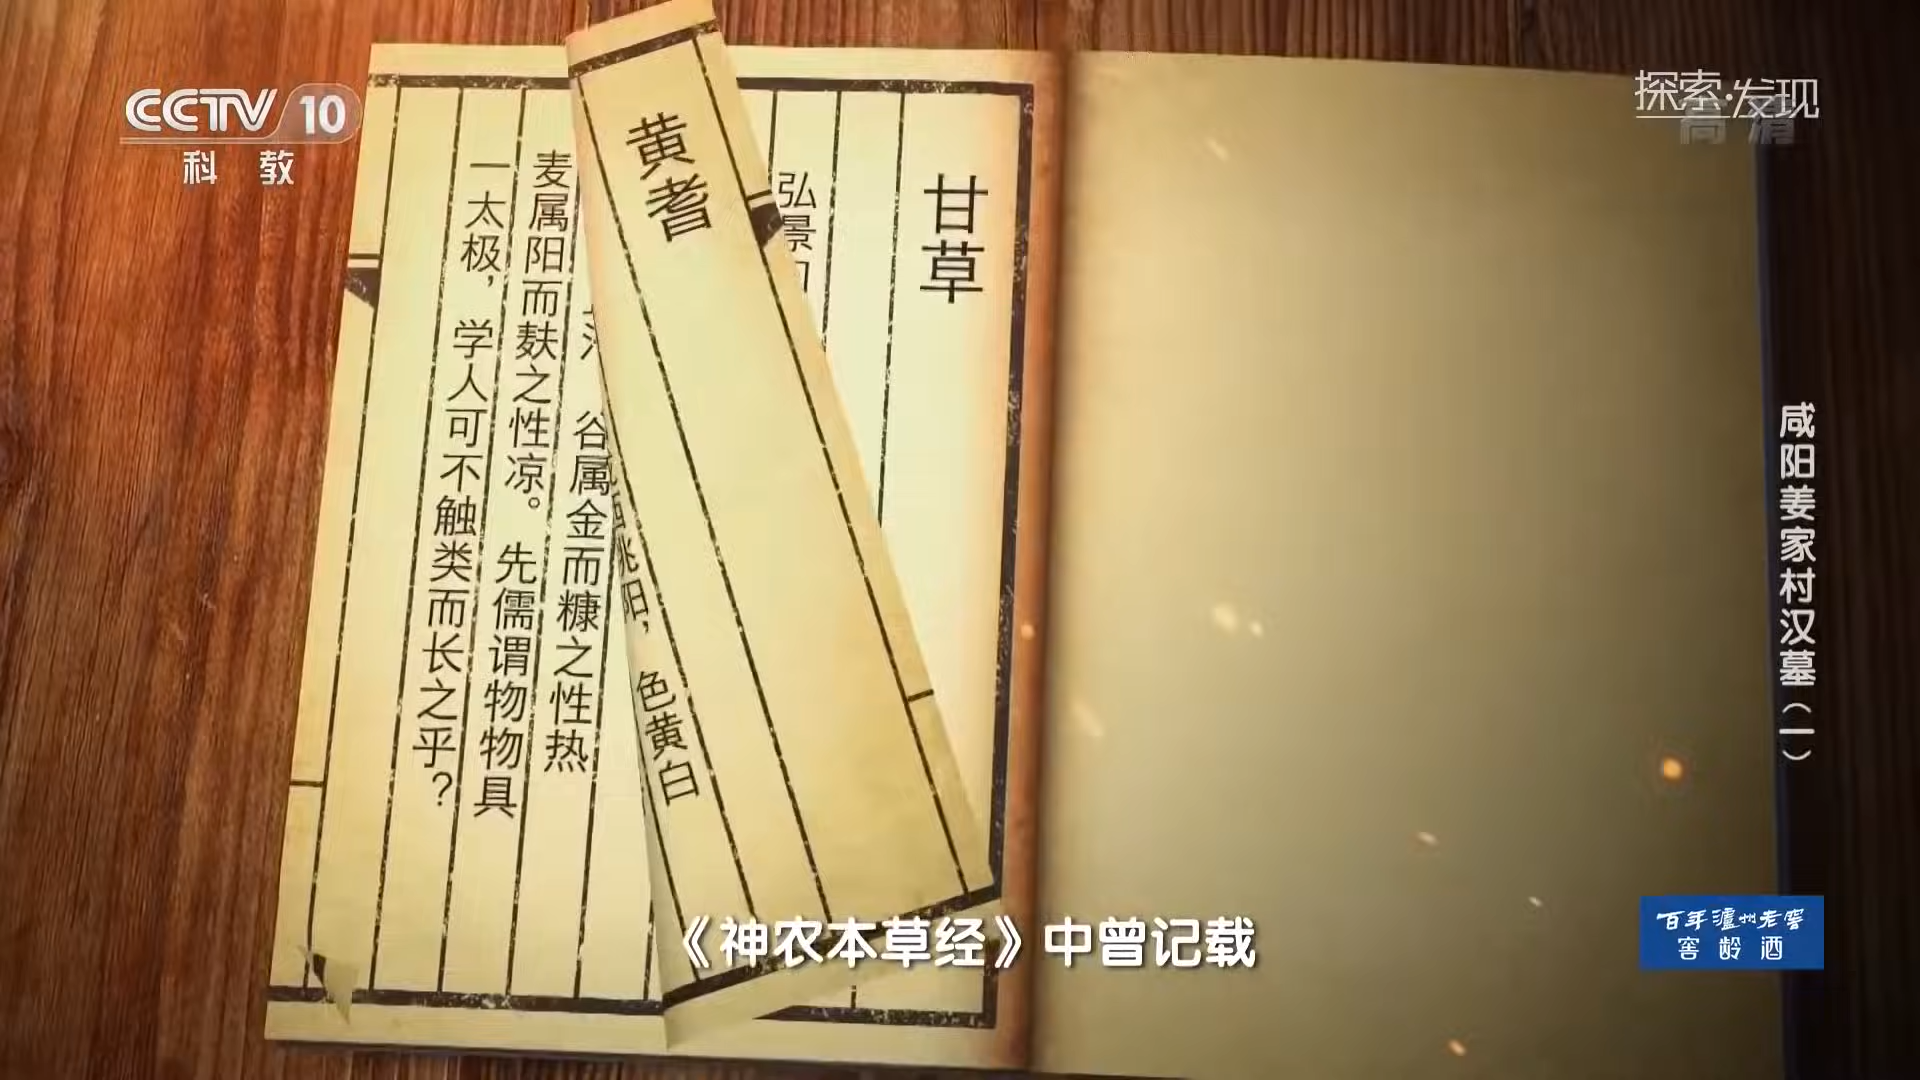 CCTV 10
科教
探索·发现
高清
咸阳姜家村汉墓（一）
甘草
弘景
黄耆
色黄白
谷属金而糠之性热
麦属阳而麸之性凉。先儒谓物物具
一太极，学人可不触类而长之乎？
《神农本草经》中曾记载
百年泸州老窖
窖龄酒